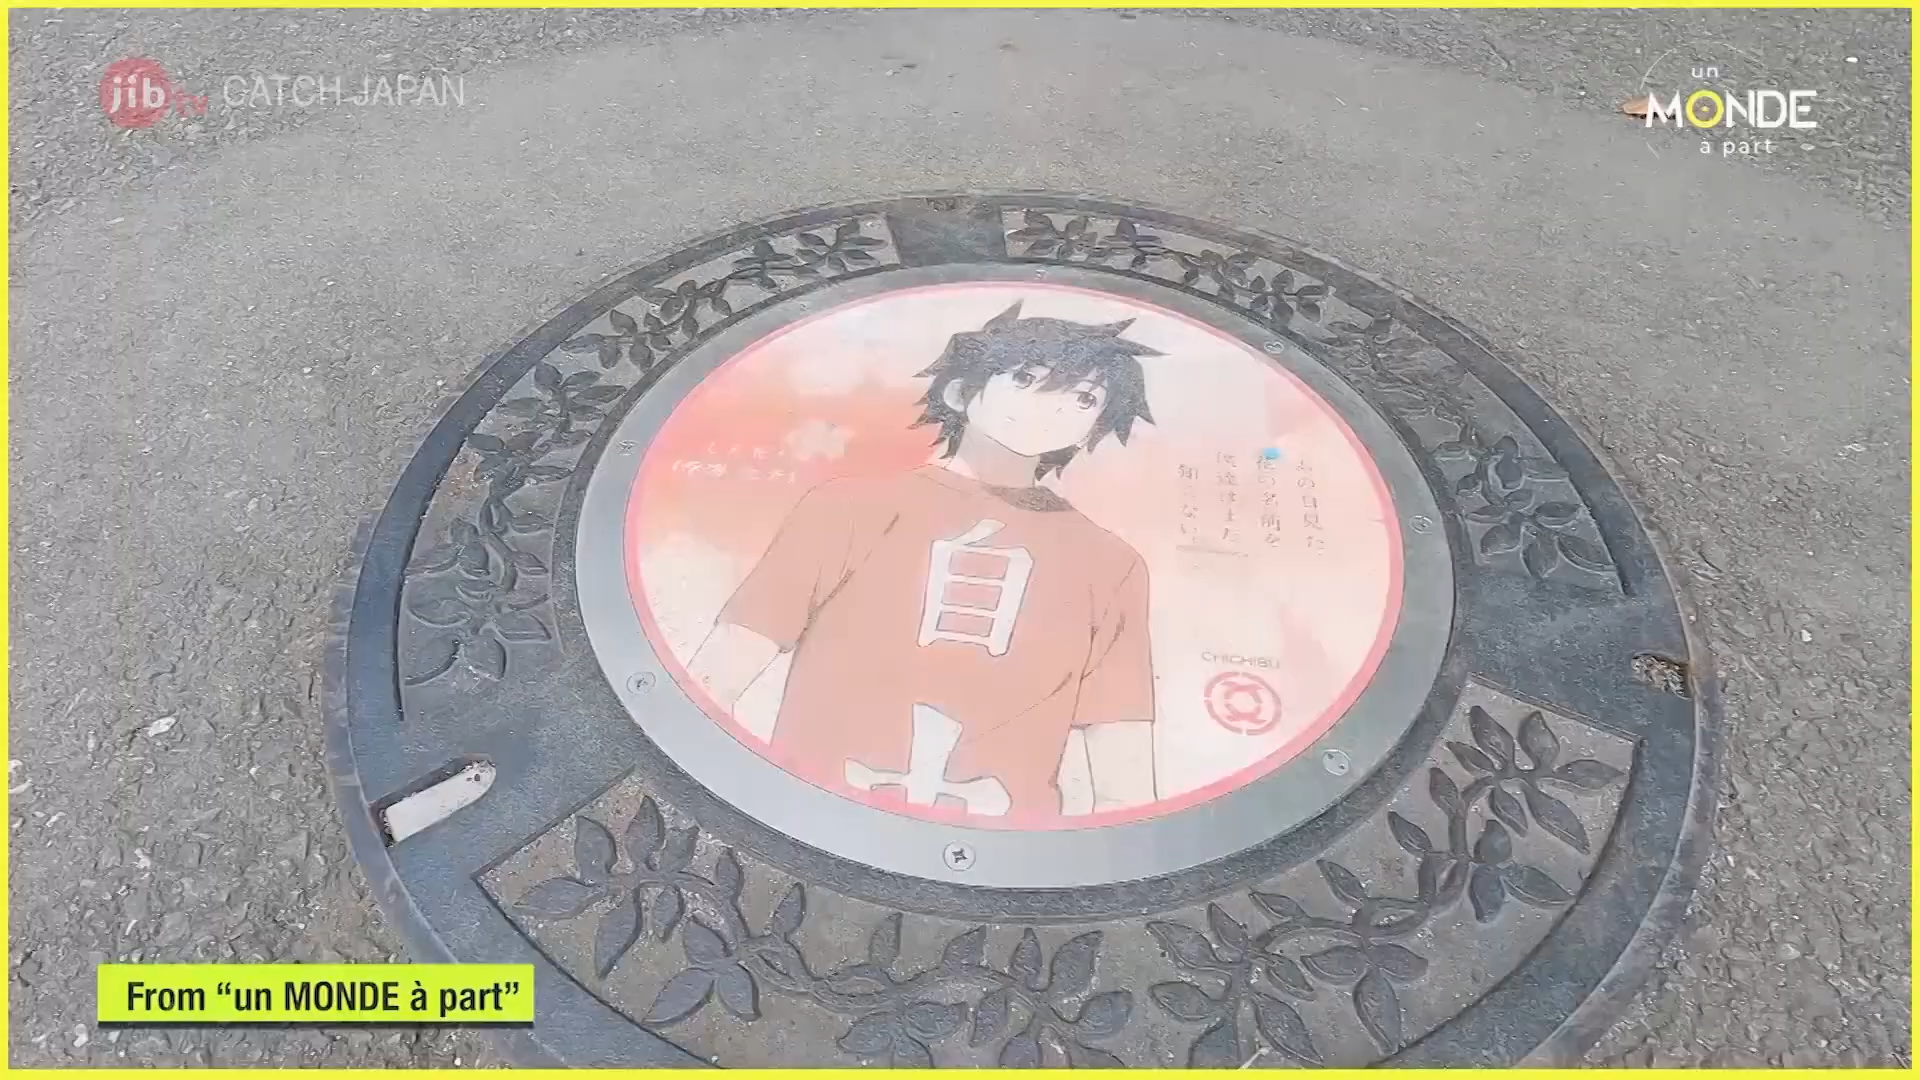 jib tv CATCH JAPAN
un
MONDE
à part
あの日見た
花の名前を
僕達はまだ
知らない。
自
CHICHIBU
From “un MONDE à part”